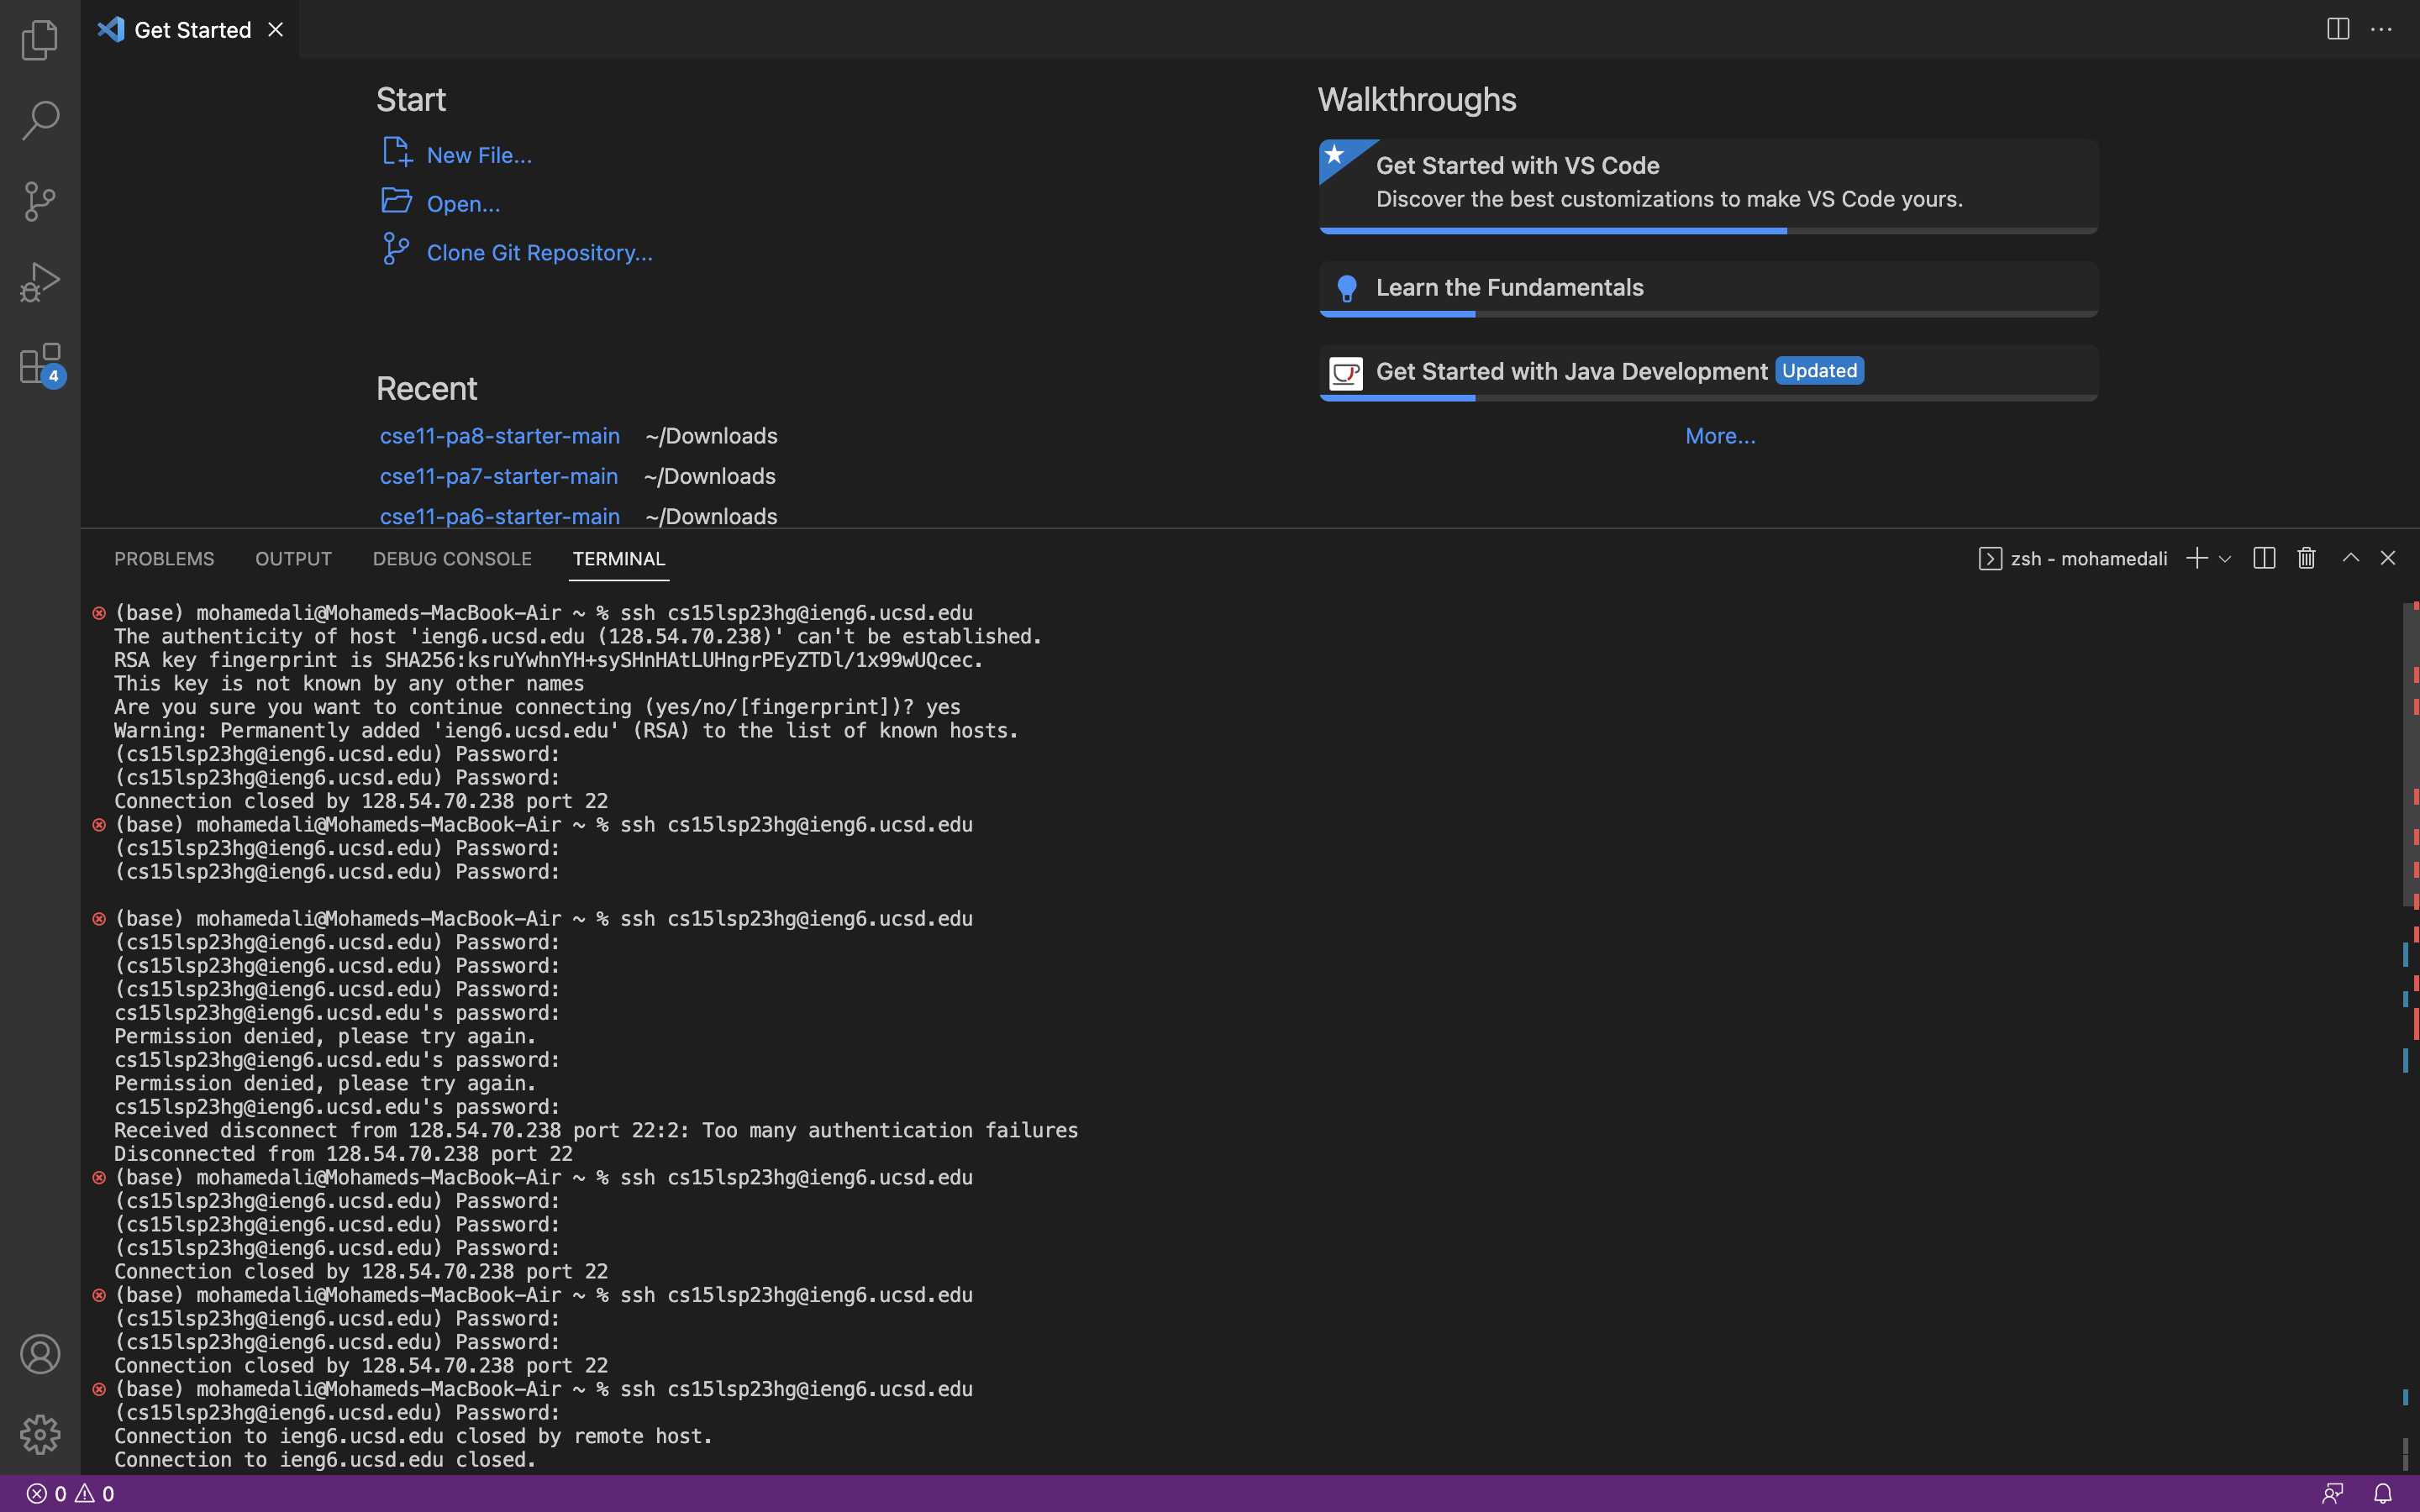 Get Started
Start
New File...
Open...
Clone Git Repository...
Recent
cse11-pa8-starter-main ~/Downloads
cse11-pa7-starter-main ~/Downloads
cse11-pa6-starter-main ~/Downloads
Walkthroughs
Get Started with VS Code
Discover the best customizations to make VS Code yours.
Learn the Fundamentals
Get Started with Java Development Updated
More...
4
PROBLEMS OUTPUT DEBUG CONSOLE TERMINAL
zsh - mohamedali
(base) mohamedali@Mohameds-MacBook-Air ~ % ssh cs15lsp23hg@ieng6.ucsd.edu
The authenticity of host 'ieng6.ucsd.edu (128.54.70.238)' can't be established.
RSA key fingerprint is SHA256:ksruYwhnYH+sySHnHAtLUHngrPEyZTDl/1x99wUQcec.
This key is not known by any other names
Are you sure you want to continue connecting (yes/no/[fingerprint])? yes
Warning: Permanently added 'ieng6.ucsd.edu' (RSA) to the list of known hosts.
(cs15lsp23hg@ieng6.ucsd.edu) Password:
(cs15lsp23hg@ieng6.ucsd.edu) Password:
Connection closed by 128.54.70.238 port 22
(base) mohamedali@Mohameds-MacBook-Air ~ % ssh cs15lsp23hg@ieng6.ucsd.edu
(cs15lsp23hg@ieng6.ucsd.edu) Password:
(cs15lsp23hg@ieng6.ucsd.edu) Password:
(base) mohamedali@Mohameds-MacBook-Air ~ % ssh cs15lsp23hg@ieng6.ucsd.edu
(cs15lsp23hg@ieng6.ucsd.edu) Password:
(cs15lsp23hg@ieng6.ucsd.edu) Password:
(cs15lsp23hg@ieng6.ucsd.edu) Password:
cs15lsp23hg@ieng6.ucsd.edu's password:
Permission denied, please try again.
cs15lsp23hg@ieng6.ucsd.edu's password:
Permission denied, please try again.
cs15lsp23hg@ieng6.ucsd.edu's password:
Received disconnect from 128.54.70.238 port 22:2: Too many authentication failures
Disconnected from 128.54.70.238 port 22
(base) mohamedali@Mohameds-MacBook-Air ~ % ssh cs15lsp23hg@ieng6.ucsd.edu
(cs15lsp23hg@ieng6.ucsd.edu) Password:
(cs15lsp23hg@ieng6.ucsd.edu) Password:
(cs15lsp23hg@ieng6.ucsd.edu) Password:
Connection closed by 128.54.70.238 port 22
(base) mohamedali@Mohameds-MacBook-Air ~ % ssh cs15lsp23hg@ieng6.ucsd.edu
(cs15lsp23hg@ieng6.ucsd.edu) Password:
(cs15lsp23hg@ieng6.ucsd.edu) Password:
Connection closed by 128.54.70.238 port 22
(base) mohamedali@Mohameds-MacBook-Air ~ % ssh cs15lsp23hg@ieng6.ucsd.edu
(cs15lsp23hg@ieng6.ucsd.edu) Password:
Connection to ieng6.ucsd.edu closed by remote host.
Connection to ieng6.ucsd.edu closed.
0 0